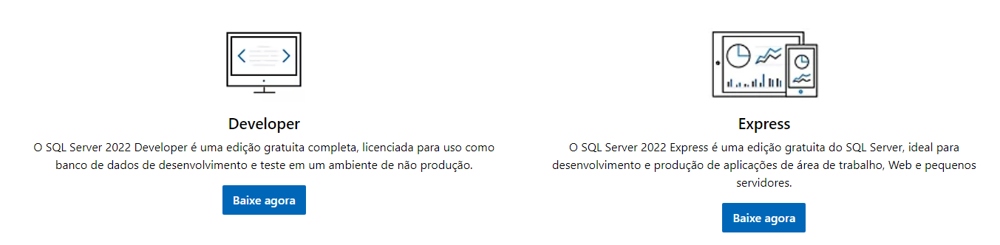 Developer
O SQL Server 2022 Developer é uma edição gratuita completa, licenciada para uso como
banco de dados de desenvolvimento e teste em um ambiente de não produção.
Baixe agora
Express
O SQL Server 2022 Express é uma edição gratuita do SQL Server, ideal para
desenvolvimento e produção de aplicações de área de trabalho, Web e pequenos
servidores.
Baixe agora